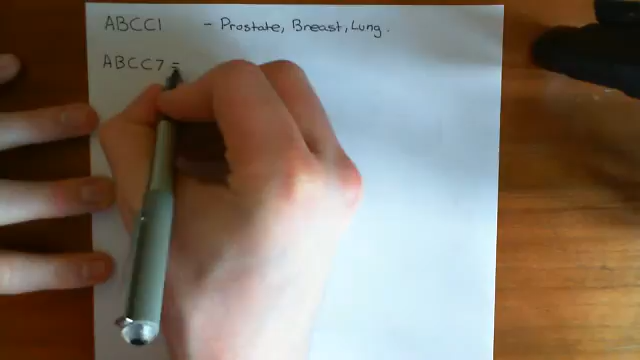 ABCC1 - Prostate, Breast, Lung.
ABCC7 =